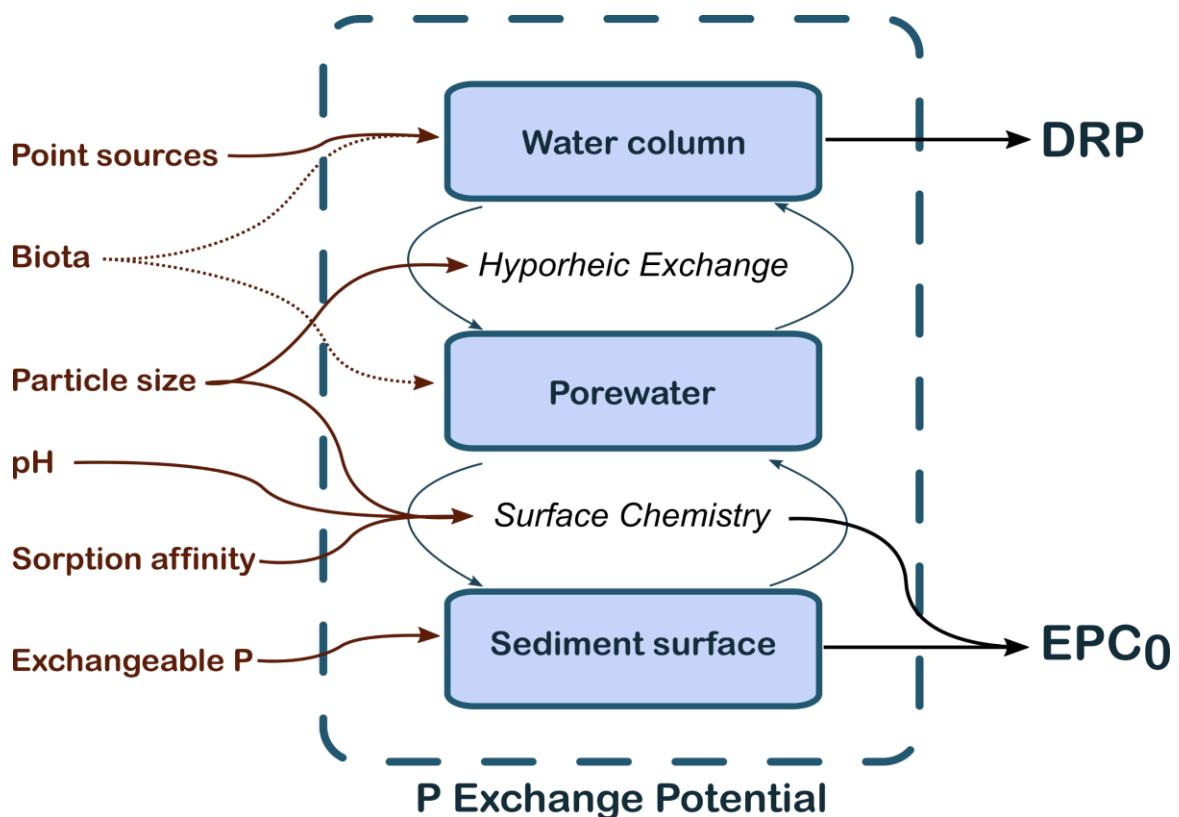 Water column
DRP
Point sources
Biota
Hyporheic Exchange
Particle size
Porewater
pH
Surface Chemistry
Sorption affinity
Sediment surface
EPC₀
Exchangeable P
P Exchange Potential